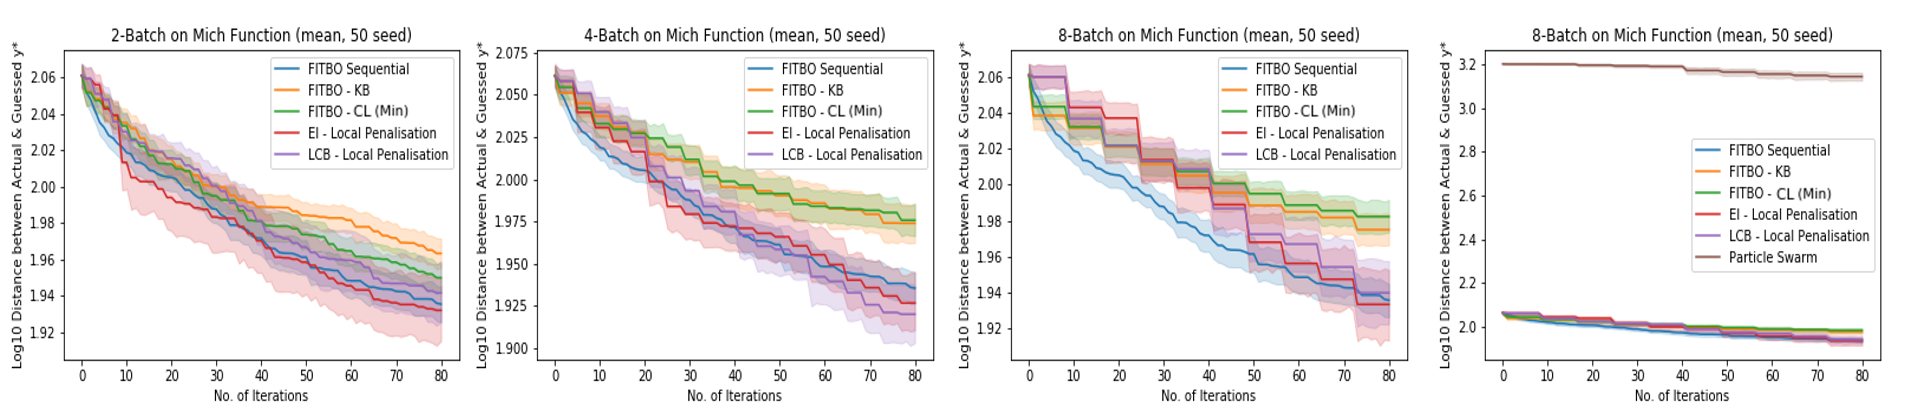 2-Batch on Mich Function (mean, 50 seed)
Log10 Distance between Actual & Guessed y*
2.06
2.04
2.02
2.00
1.98
1.96
1.94
1.92
FITBO Sequential
FITBO - KB
FITBO - CL (Min)
EI - Local Penalisation
LCB - Local Penalisation
0 10 20 30 40 50 60 70 80
No. of Iterations
4-Batch on Mich Function (mean, 50 seed)
Log10 Distance between Actual & Guessed y*
2.075
2.050
2.025
2.000
1.975
1.950
1.925
1.900
FITBO Sequential
FITBO - KB
FITBO - CL (Min)
EI - Local Penalisation
LCB - Local Penalisation
0 10 20 30 40 50 60 70 80
No. of Iterations
8-Batch on Mich Function (mean, 50 seed)
Log10 Distance between Actual & Guessed y*
2.06
2.04
2.02
2.00
1.98
1.96
1.94
1.92
FITBO Sequential
FITBO - KB
FITBO - CL (Min)
EI - Local Penalisation
LCB - Local Penalisation
0 10 20 30 40 50 60 70 80
No. of Iterations
8-Batch on Mich Function (mean, 50 seed)
Log10 Distance between Actual & Guessed y*
3.2
3.0
2.8
2.6
2.4
2.2
2.0
FITBO Sequential
FITBO - KB
FITBO - CL (Min)
EI - Local Penalisation
LCB - Local Penalisation
Particle Swarm
0 10 20 30 40 50 60 70 80
No. of Iterations